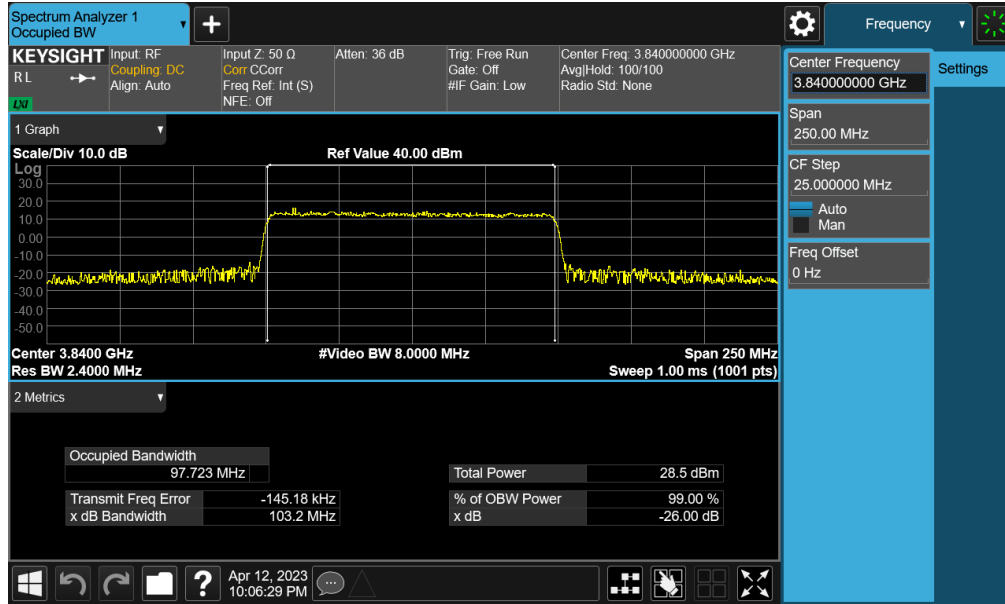 Spectrum Analyzer 1
Occupied BW
+
Frequency
KEYSIGHT
R L
LXI
Input: RF
Coupling: DC
Align: Auto
Input Z: 50 Ω
Corr CCorr
Freq Ref: Int (S)
NFE: Off
Atten: 36 dB
Trig: Free Run
Gate: Off
#IF Gain: Low
Center Freq: 3.840000000 GHz
Avg|Hold: 100/100
Radio Std: None
Center Frequency
3.840000000 GHz
Settings
Span
250.00 MHz
CF Step
25.000000 MHz
Auto
Man
Freq Offset
0 Hz
1 Graph
Scale/Div 10.0 dB
Ref Value 40.00 dBm
Log
30.0
20.0
10.0
0.00
-10.0
-20.0
-30.0
-40.0
-50.0
Center 3.8400 GHz
#Video BW 8.0000 MHz
Span 250 MHz
Res BW 2.4000 MHz
Sweep 1.00 ms (1001 pts)
2 Metrics
Occupied Bandwidth
97.723 MHz
Total Power 28.5 dBm
Transmit Freq Error -145.18 kHz
% of OBW Power 99.00 %
x dB Bandwidth 103.2 MHz
x dB -26.00 dB
?
Apr 12, 2023
10:06:29 PM